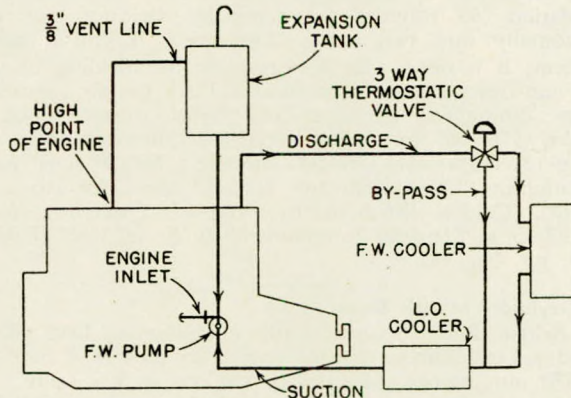 3/8" VENT LINE
EXPANSION
TANK
3 WAY
THERMOSTATIC
VALVE
HIGH
POINT
OF ENGINE
DISCHARGE
BY-PASS
F.W. COOLER
ENGINE
INLET
L.O.
COOLER
F.W. PUMP
SUCTION